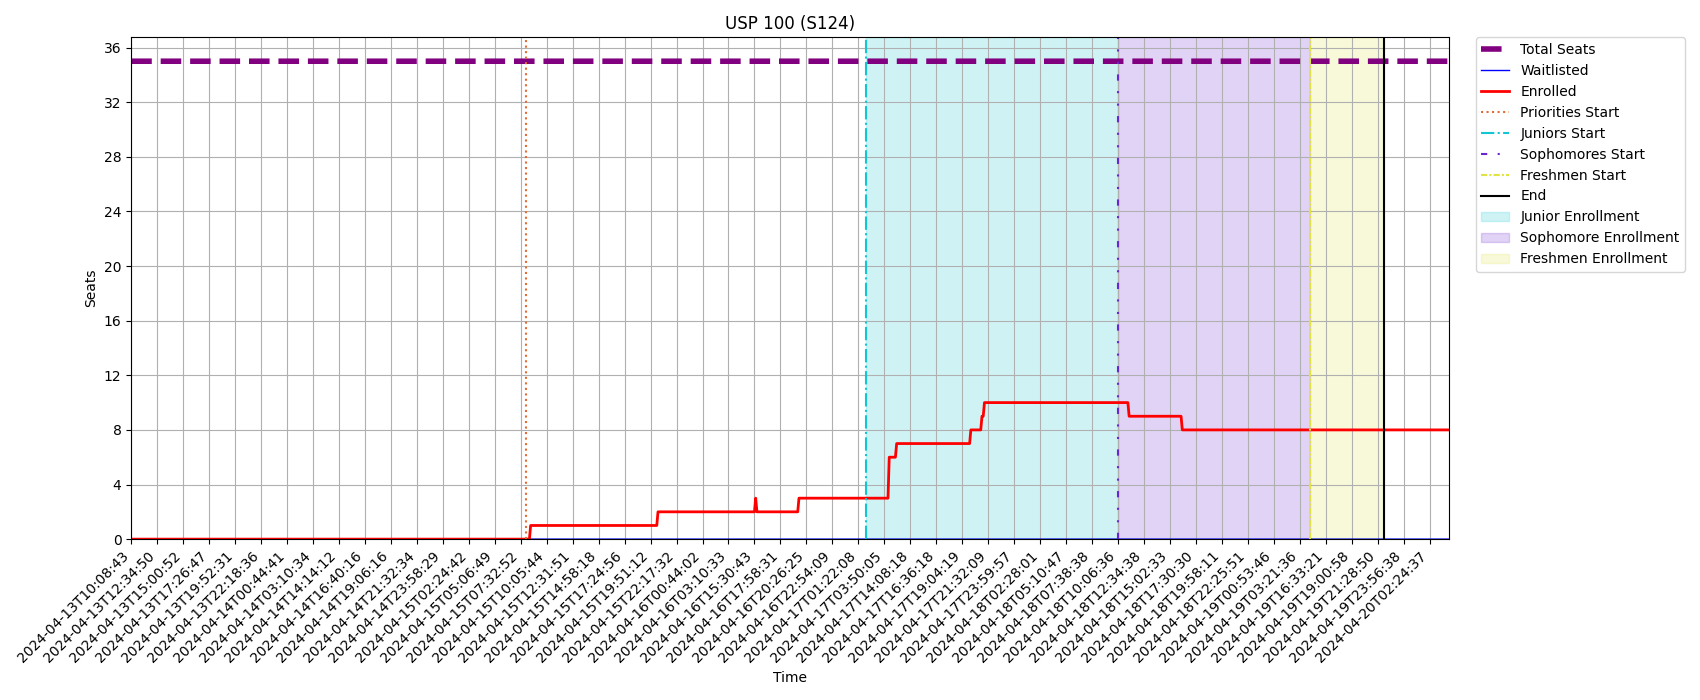 USP 100 (S124)
36
32
28
24
20
16
12
8
4
0
Seats
2024-04-13T10:08:43
2024-04-13T12:34:50
2024-04-13T15:00:52
2024-04-13T17:26:47
2024-04-13T19:52:31
2024-04-13T22:18:36
2024-04-14T00:44:41
2024-04-14T03:10:34
2024-04-14T14:14:12
2024-04-14T16:40:16
2024-04-14T19:06:16
2024-04-14T21:32:34
2024-04-14T23:58:29
2024-04-15T02:24:42
2024-04-15T05:06:49
2024-04-15T07:32:52
2024-04-15T10:05:44
2024-04-15T12:31:51
2024-04-15T14:58:18
2024-04-15T17:24:56
2024-04-15T19:51:12
2024-04-15T22:17:32
2024-04-16T00:44:02
2024-04-16T03:10:33
2024-04-16T15:30:43
2024-04-16T17:58:31
2024-04-16T20:26:25
2024-04-16T22:54:09
2024-04-17T01:22:08
2024-04-17T03:50:05
2024-04-17T14:08:18
2024-04-17T16:36:18
2024-04-17T19:04:19
2024-04-17T21:32:09
2024-04-17T23:59:57
2024-04-18T02:28:01
2024-04-18T05:10:47
2024-04-18T07:38:38
2024-04-18T10:06:36
2024-04-18T12:34:38
2024-04-18T15:02:33
2024-04-18T17:30:30
2024-04-18T19:58:11
2024-04-18T22:25:51
2024-04-19T00:53:46
2024-04-19T03:21:36
2024-04-19T16:33:21
2024-04-19T19:00:58
2024-04-19T21:28:50
2024-04-19T23:56:38
2024-04-20T02:24:37
Time
Total Seats
Waitlisted
Enrolled
Priorities Start
Juniors Start
Sophomores Start
Freshmen Start
End
Junior Enrollment
Sophomore Enrollment
Freshmen Enrollment